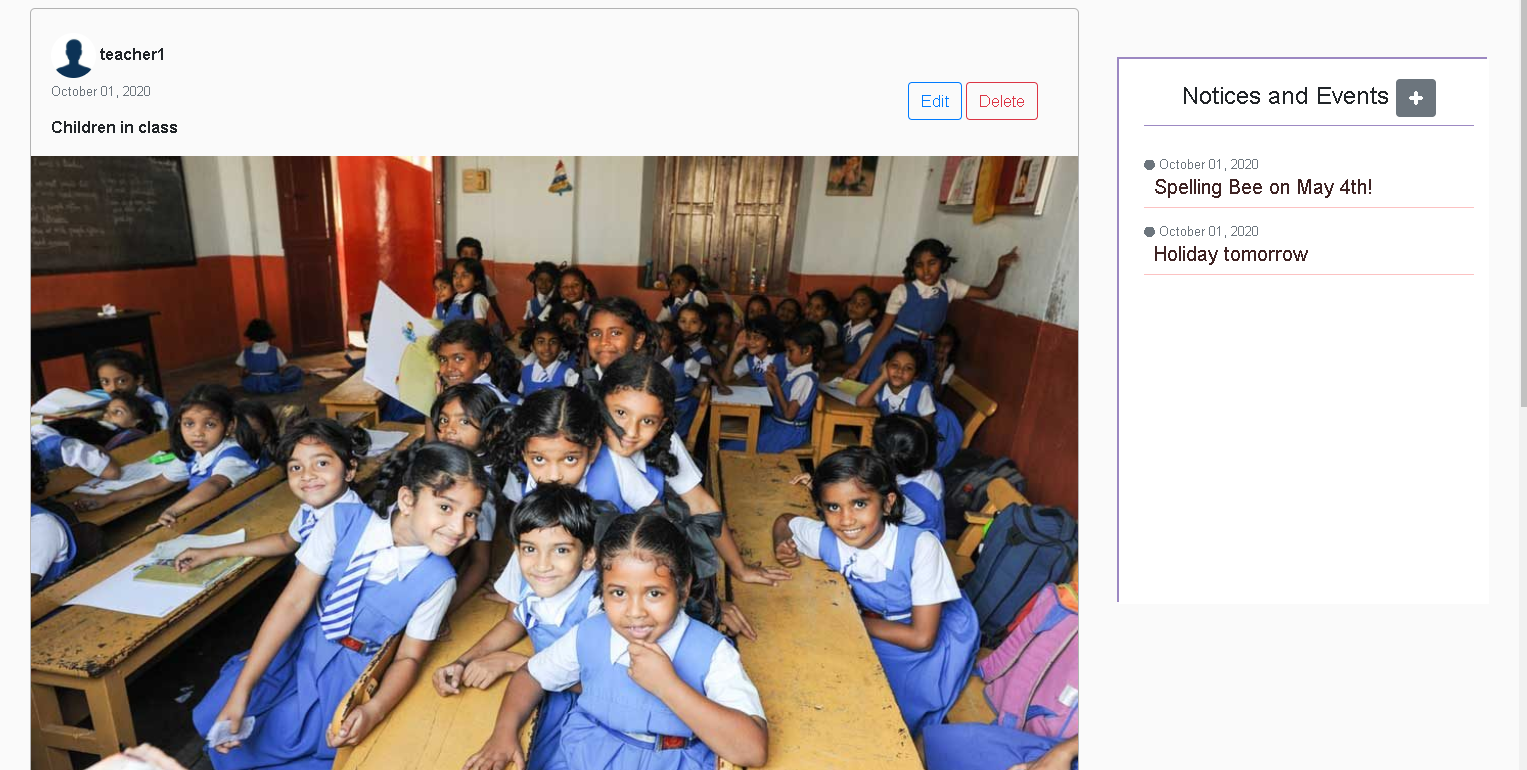 teacher1
October 01, 2020
Edit
Delete
Children in class
Notices and Events +
October 01, 2020
Spelling Bee on May 4th!
October 01, 2020
Holiday tomorrow